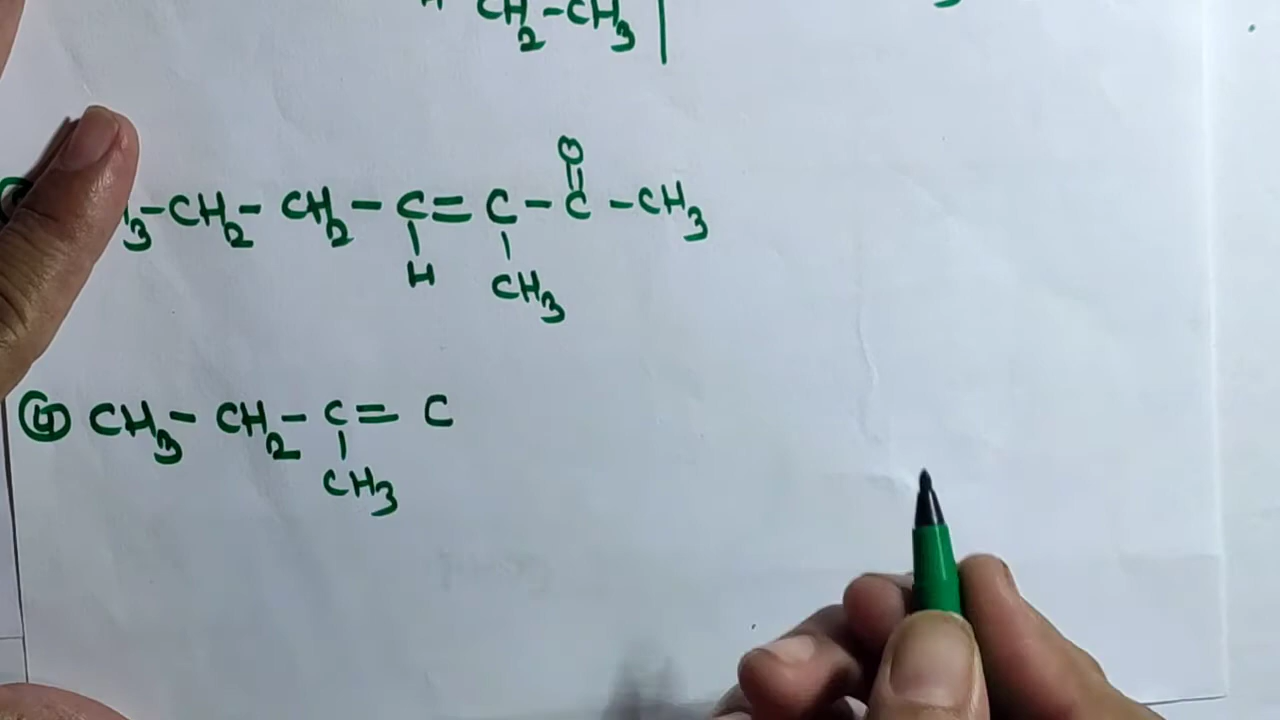 CH2-CH3
O
3-CH2-CH2-C=C-C-CH3
H CH3
④ CH3-CH2-C=C
CH3